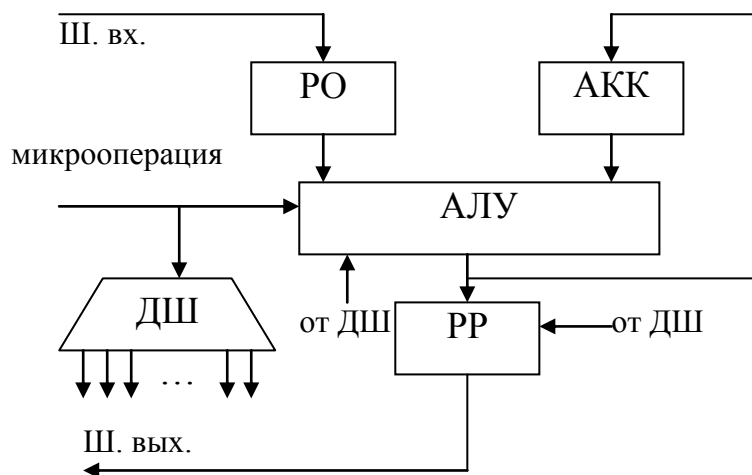 Ш. вх.
РО
АКК
микрооперация
АЛУ
ДШ
от ДШ
РР
от ДШ
...
Ш. вых.